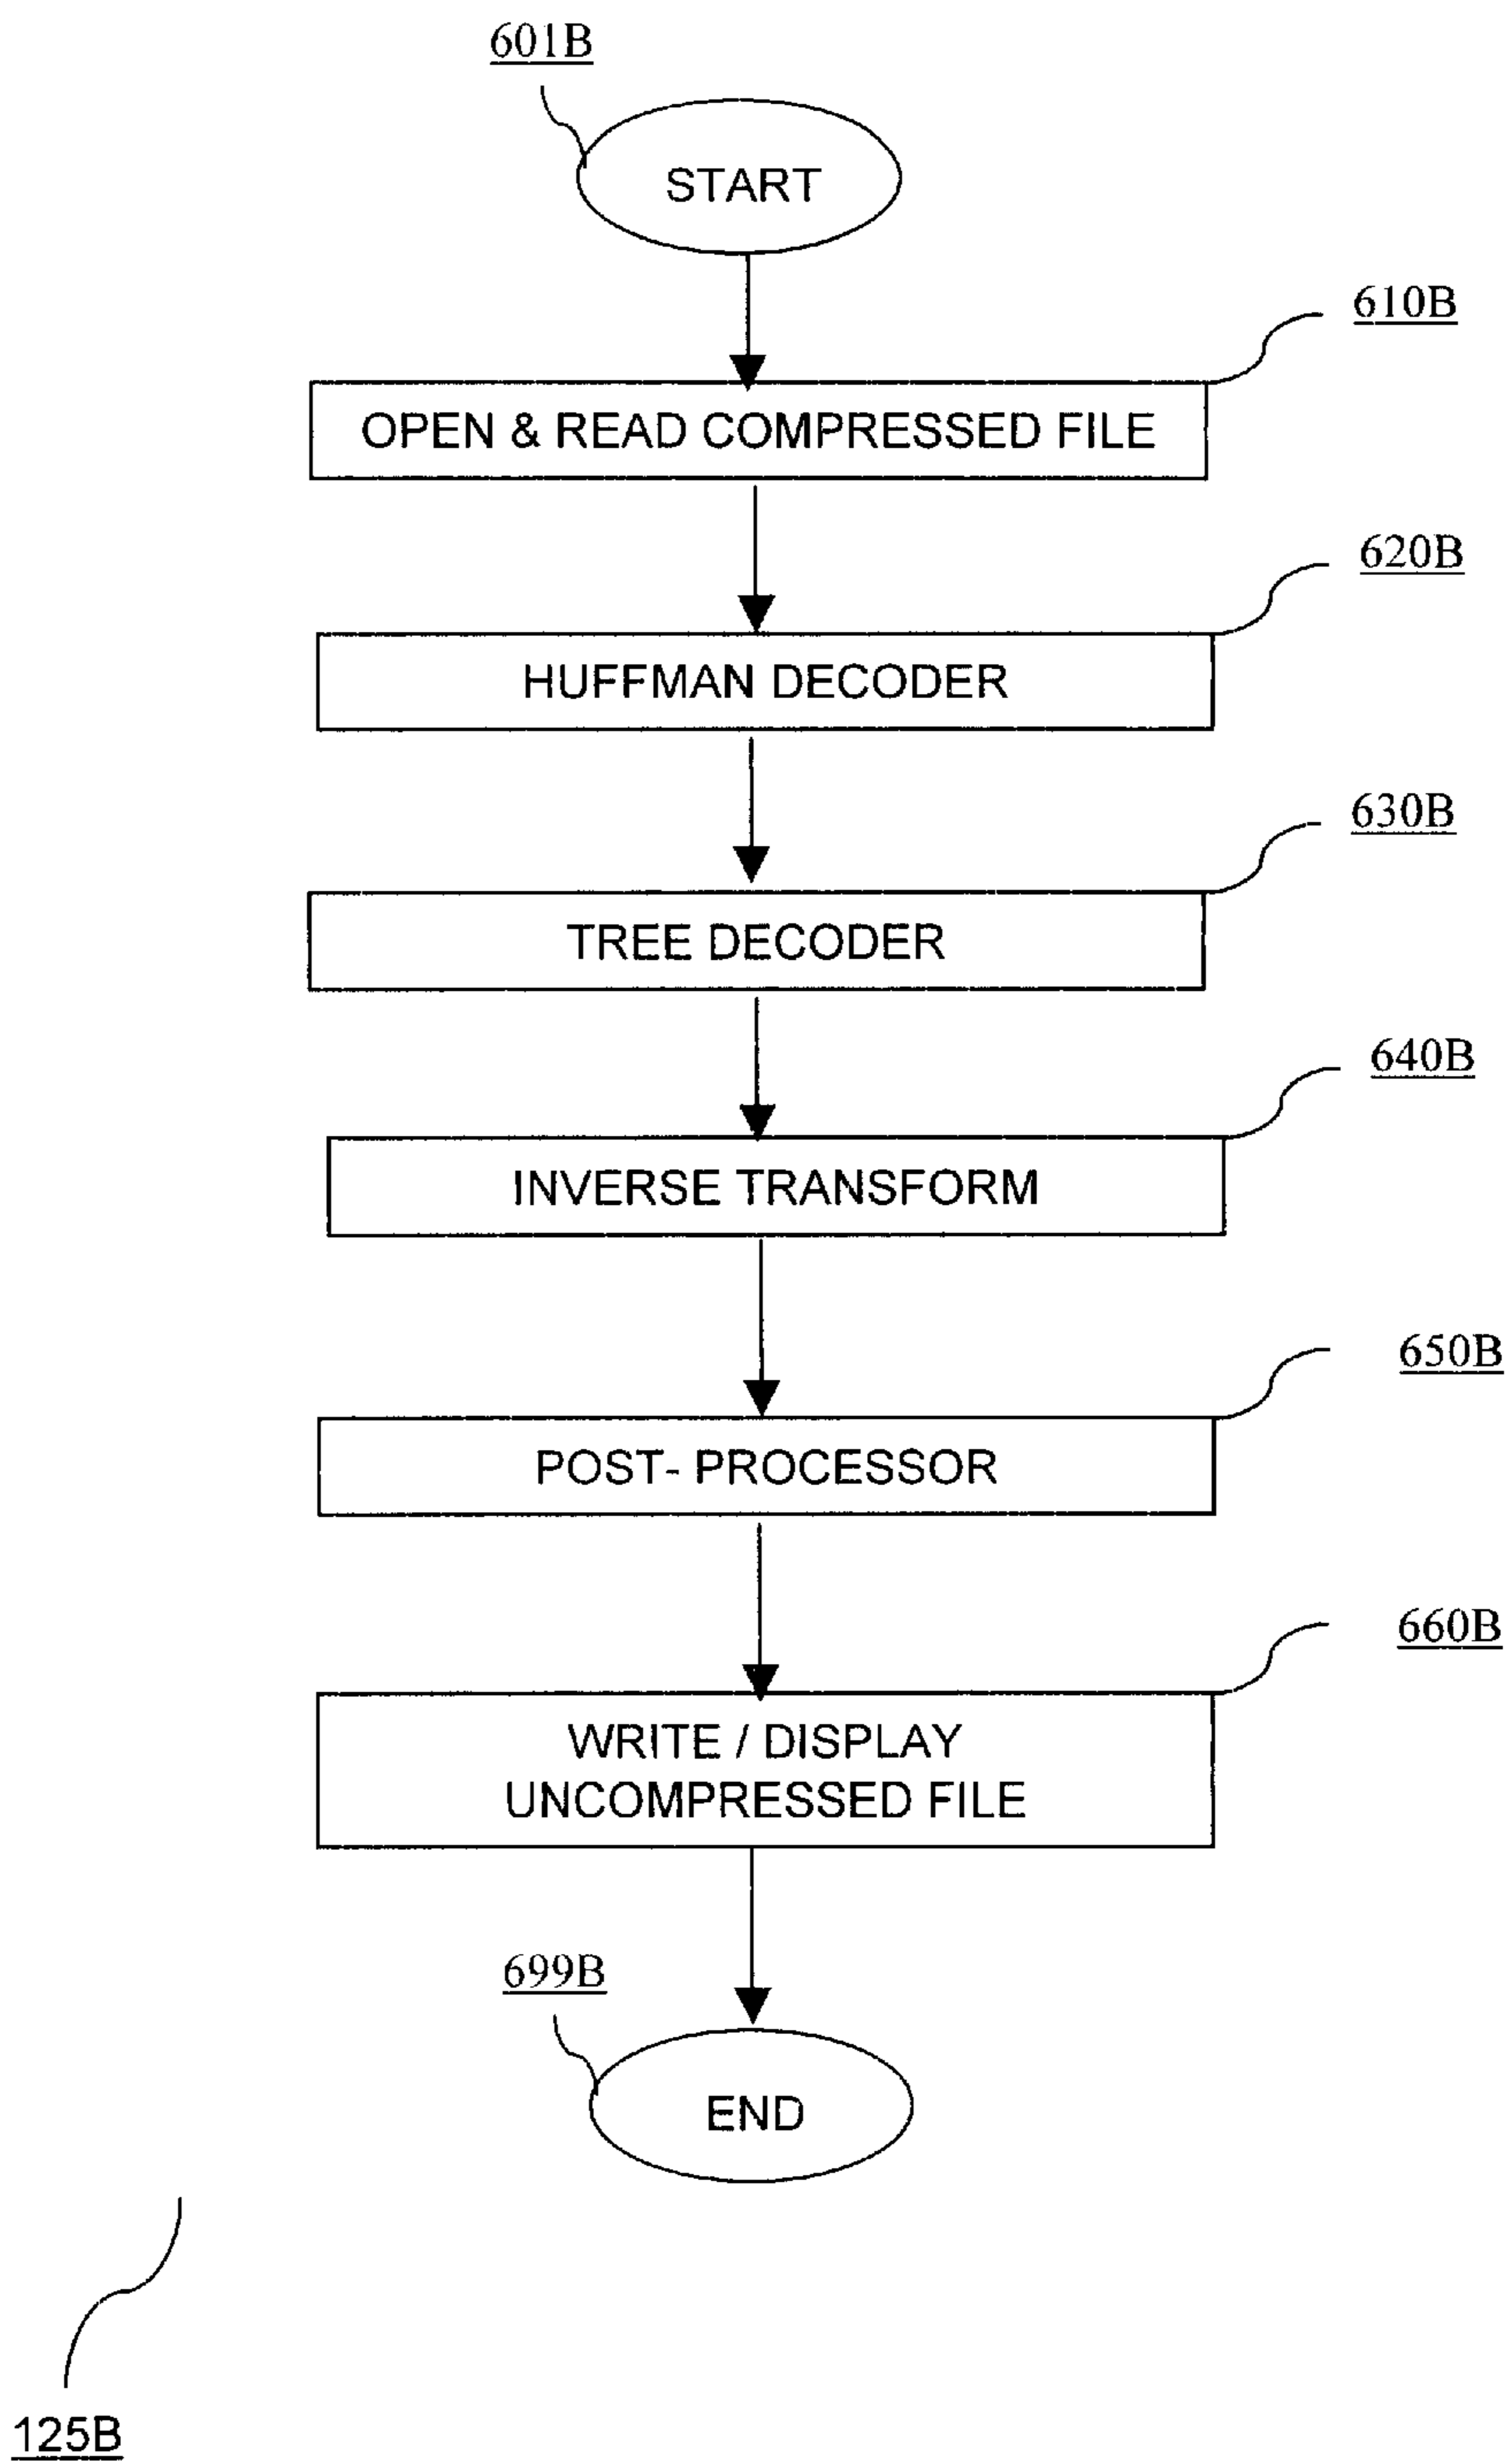 601B
START
610B
OPEN & READ COMPRESSED FILE
620B
HUFFMAN DECODER
630B
TREE DECODER
640B
INVERSE TRANSFORM
650B
POST- PROCESSOR
660B
WRITE / DISPLAY
UNCOMPRESSED FILE
699B
END
125B